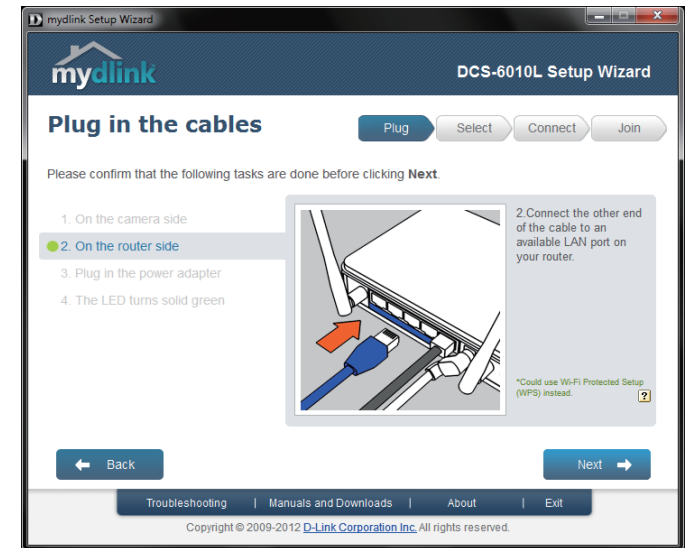 mydlink Setup Wizard
mydlink
DCS-6010L Setup Wizard
Plug in the cables
Plug
Select
Connect
Join
Please confirm that the following tasks are done before clicking Next.
1. On the camera side
2. On the router side
3. Plug in the power adapter
4. The LED turns solid green
2.Connect the other end
of the cable to an
available LAN port on
your router.
*Could use Wi-Fi Protected Setup
(WPS) instead.
?
Back
Next
Troubleshooting | Manuals and Downloads | About | Exit
Copyright © 2009-2012 D-Link Corporation Inc. All rights reserved.